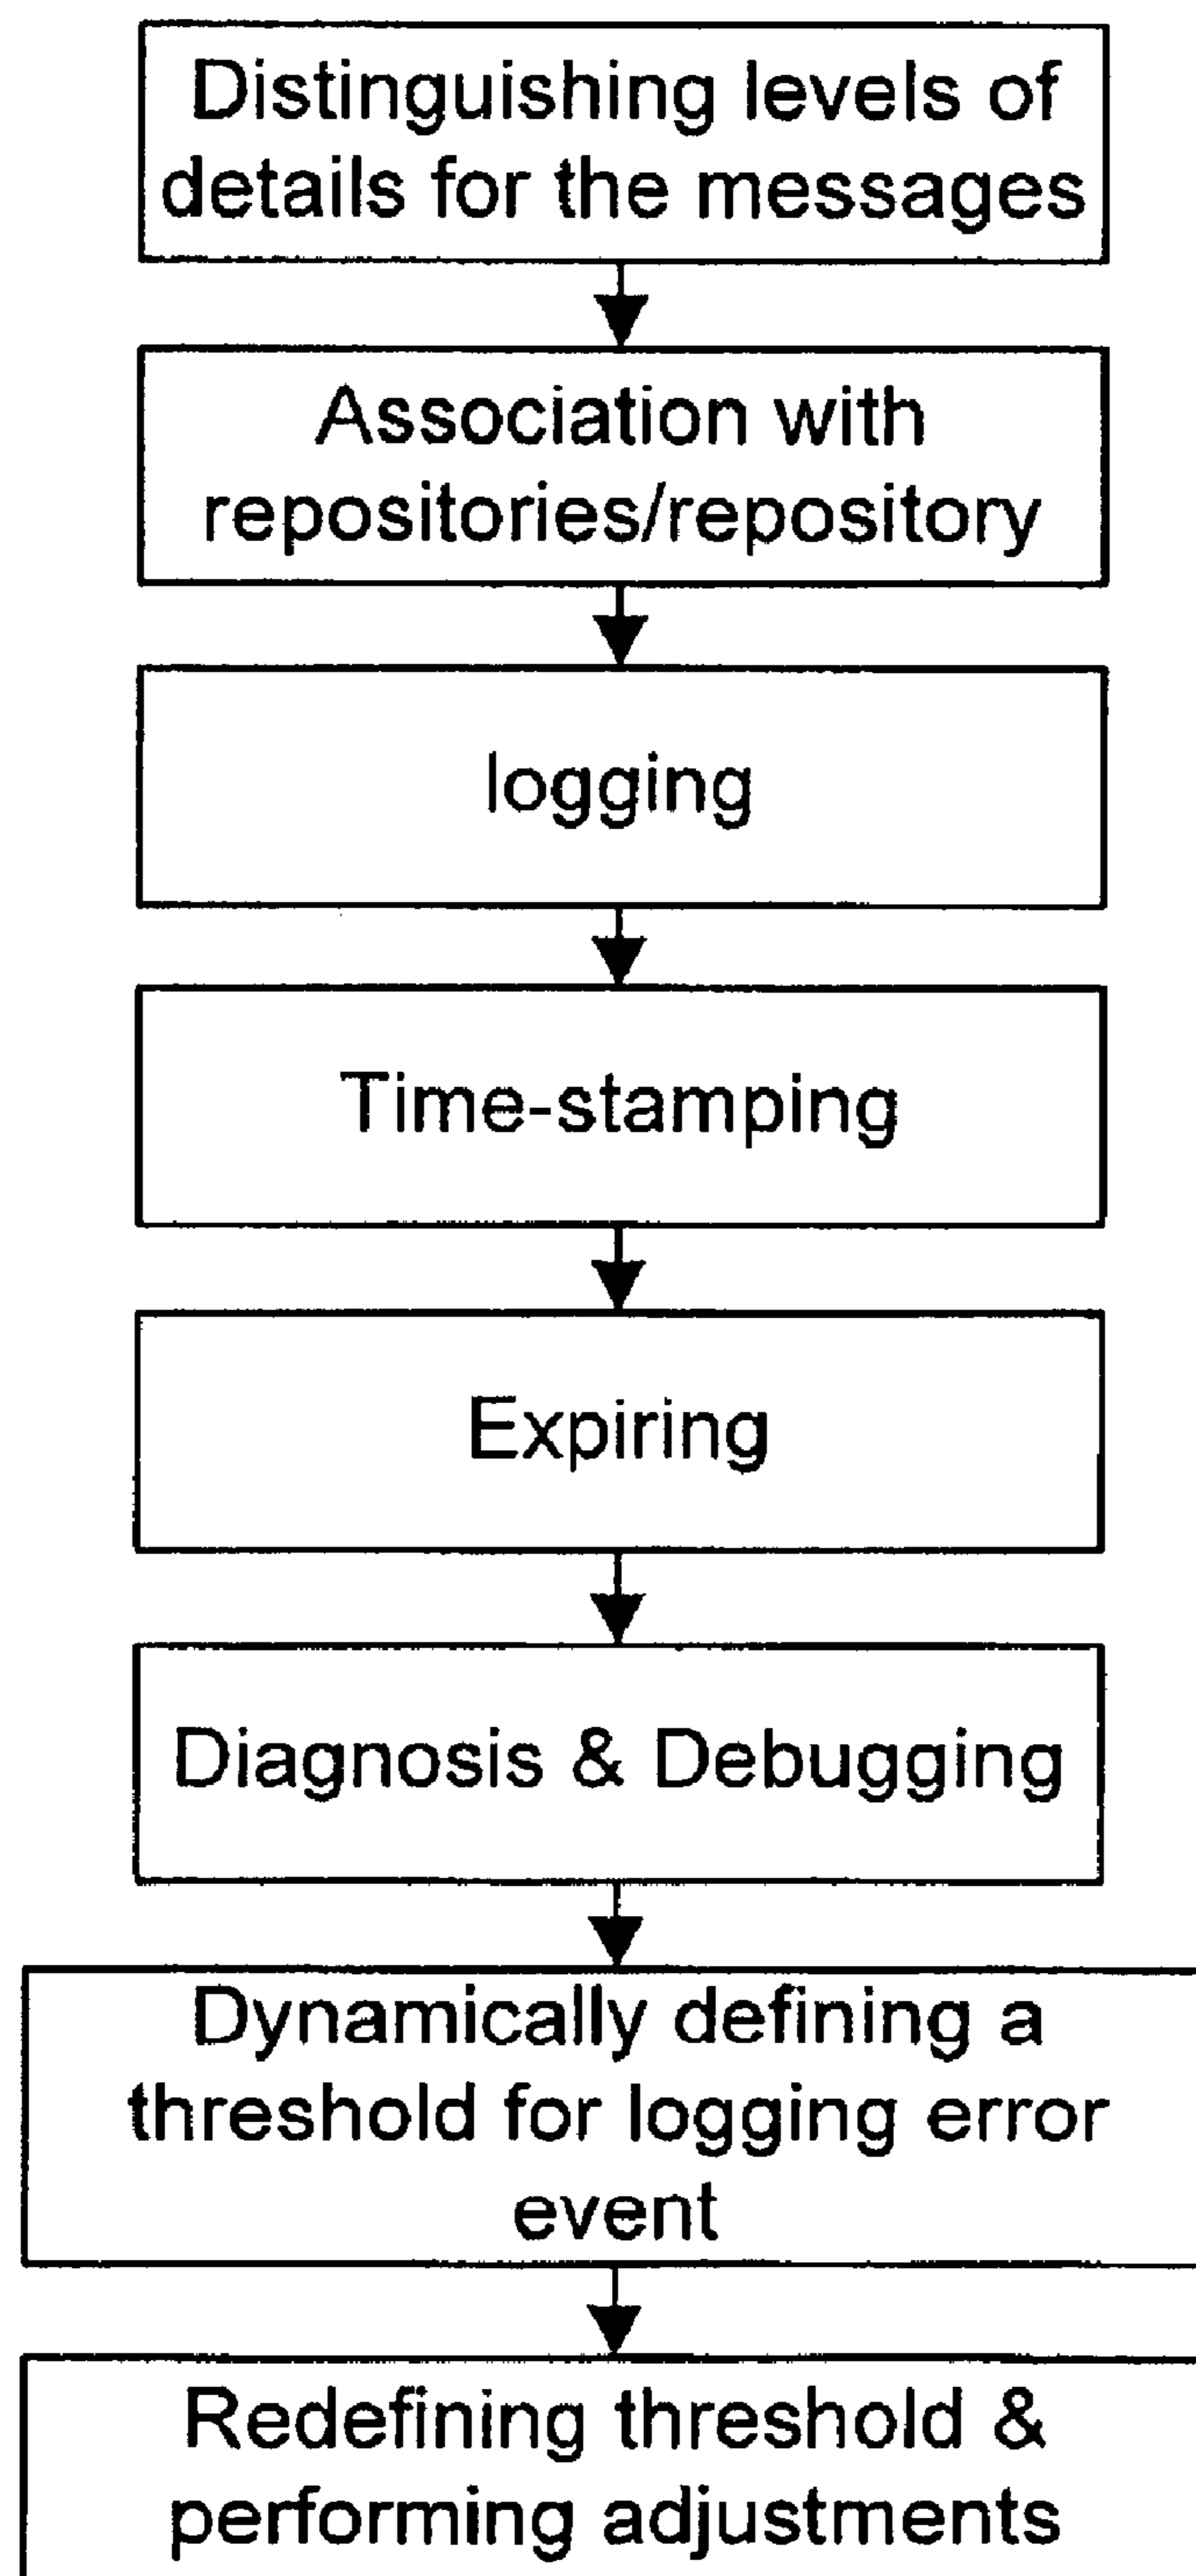 Distinguishing levels of
details for the messages
Association with
repositories/repository
logging
Time-stamping
Expiring
Diagnosis & Debugging
Dynamically defining a
threshold for logging error
event
Redefining threshold &
performing adjustments